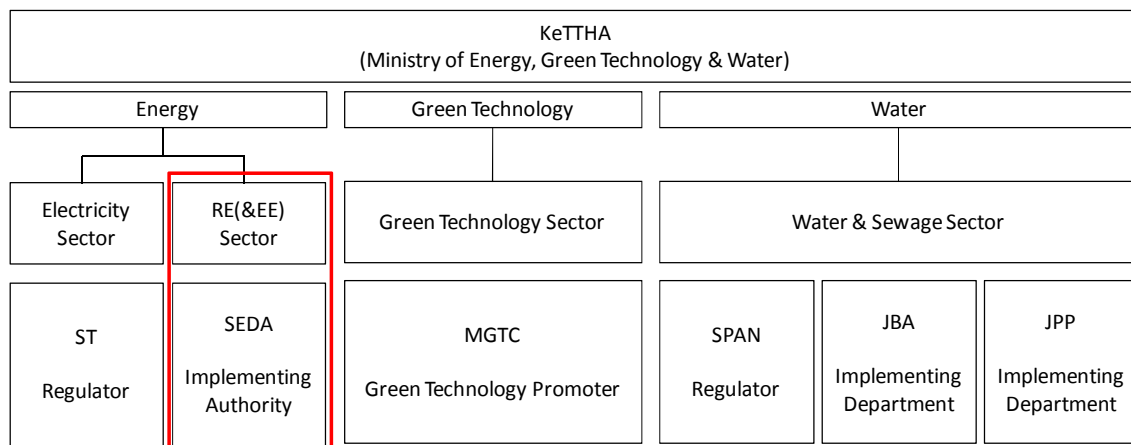 KeTTHA
(Ministry of Energy, Green Technology & Water)
Energy
Green Technology
Water
Electricity
Sector
RE(&EE)
Sector
Green Technology Sector
Water & Sewage Sector
ST
Regulator
SEDA
Implementing
Authority
MGTC
Green Technology Promoter
SPAN
Regulator
JBA
Implementing
Department
JPP
Implementing
Department